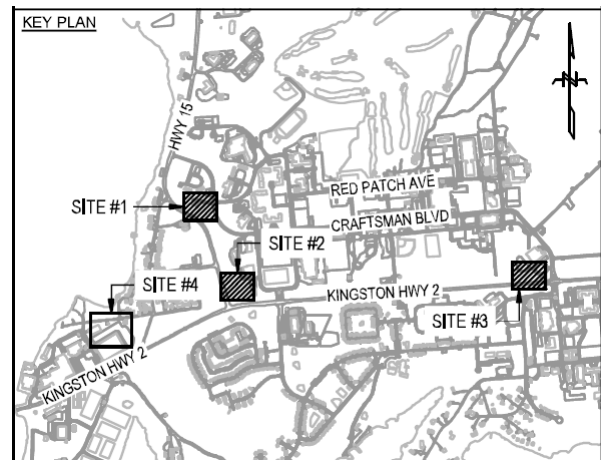 KEY PLAN
N
HWY 15
RED PATCH AVE
SITE #1
CRAFTSMAN BLVD
SITE #2
SITE #4
KINGSTON HWY 2
SITE #3
KINGSTON HWY 2